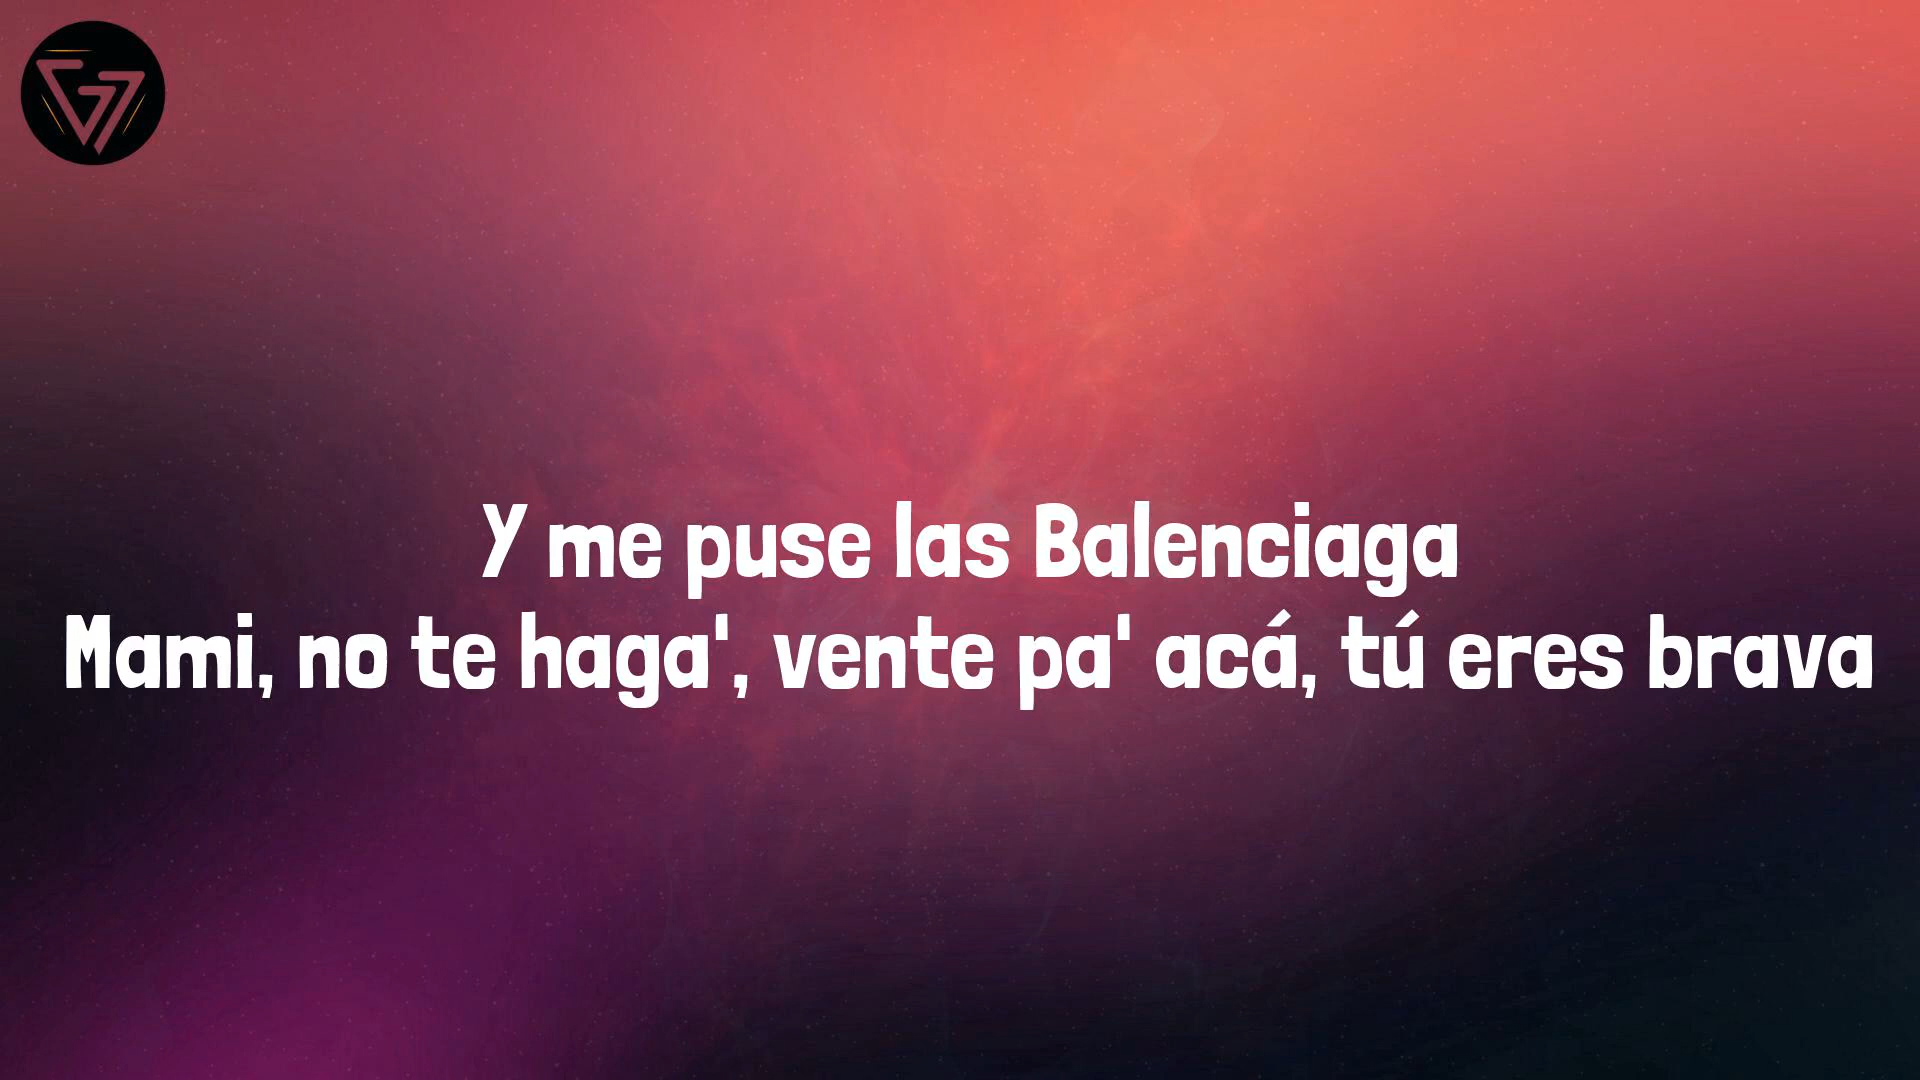 Y me puse las Balenciaga
Mami, no te haga', vente pa' acá, tú eres brava